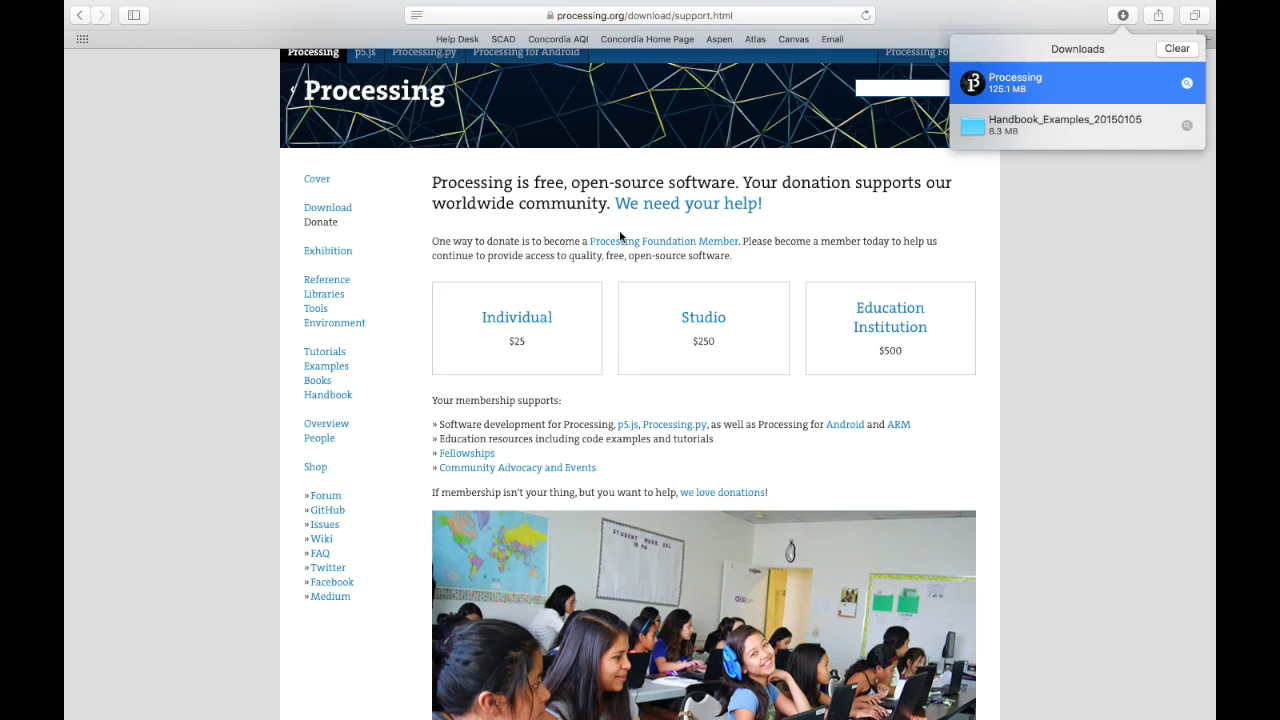 processing.org/download/support.html
Help Desk SCAD Concordia AQI Concordia Home Page Aspen Atlas Canvas Email
Processing p5.js Processing.py Processing for Android Processing Fo
Downloads Clear
Processing
125.1 MB
Handbook_Examples_20150105
8.3 MB
Processing
Cover
Download
Donate
Exhibition
Reference
Libraries
Tools
Environment
Tutorials
Examples
Books
Handbook
Overview
People
Shop
» Forum
» GitHub
» Issues
» Wiki
» FAQ
» Twitter
» Facebook
» Medium
Processing is free, open-source software. Your donation supports our
worldwide community. We need your help!
One way to donate is to become a Processing Foundation Member. Please become a member today to help us
continue to provide access to quality, free, open-source software.
Individual
$25
Studio
$250
Education
Institution
$500
Your membership supports:
» Software development for Processing, p5.js, Processing.py, as well as Processing for Android and ARM
» Education resources including code examples and tutorials
» Fellowships
» Community Advocacy and Events
If membership isn't your thing, but you want to help, we love donations!
STUDENT WORK